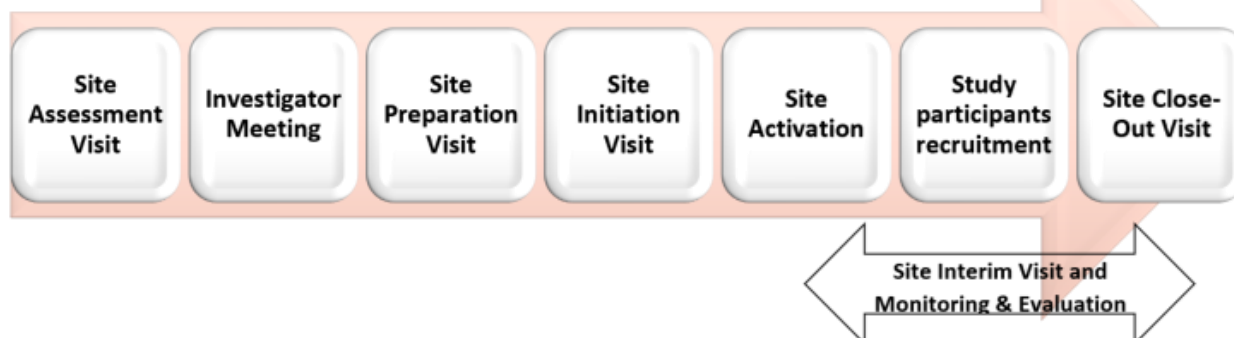 Site
Assessment
Visit
Investigator
Meeting
Site
Preparation
Visit
Site
Initiation
Visit
Site
Activation
Study
participants
recruitment
Site Close-
Out Visit
Site Interim Visit and
Monitoring & Evaluation